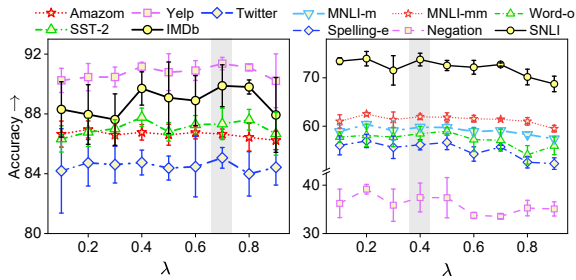 Amazom Yelp Twitter
SST-2 IMDb
MNLI-m MNLI-mm Word-o
Spelling-e Negation SNLI
Accuracy →
92
88
84
80
0.2 0.4 0.6 0.8
λ
70
60
40
30
0.2 0.4 0.6 0.8
λ